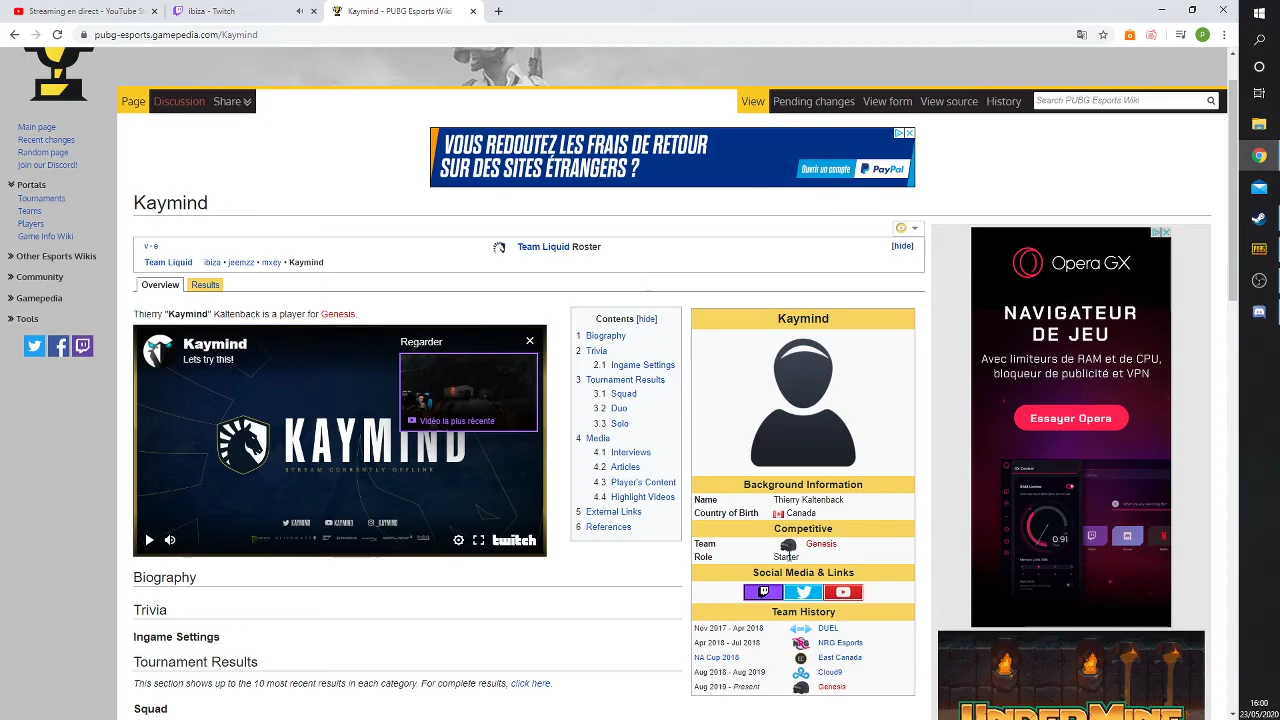 Streaming en direct - YouTube St
ibiza - Twitch
Kaymind - PUBG Esports Wiki
pubg-esports.gamepedia.com/Kaymind
P
Page
Discussion
Share
View
Pending changes
View form
View source
History
Search PUBG Esports Wiki
Main page
Recent changes
Random page
Join our Discord!
Portals
Tournaments
Teams
Players
Game Info Wiki
Other Esports Wikis
Community
Gamepedia
Tools
VOUS REDOUTEZ LES FRAIS DE RETOUR
SUR DES SITES ÉTRANGERS ?
Ouvrir un compte
PayPal
Kaymind
v - e
Team Liquid Roster
[hide]
Team Liquid ibiza • jeemzz • mxey • Kaymind
Overview
Results
Thierry "Kaymind" Kaltenback is a player for Genesis.
Kaymind
Lets try this!
Regarder
Vidéo la plus récente
KAYMIND
STREAM CURRENTLY OFFLINE
/KAYMIND
/KAYMIND
/_KAYMIND
twitch
Biography
Trivia
Ingame Settings
Tournament Results
This section shows up to the 10 most recent results in each category. For complete results, click here.
Squad
Contents [hide]
1 Biography
2 Trivia
2.1 Ingame Settings
3 Tournament Results
3.1 Squad
3.2 Duo
3.3 Solo
4 Media
4.1 Interviews
4.2 Articles
4.3 Player's Content
4.4 Highlight Videos
5 External Links
6 References
Kaymind
Background Information
Name Thierry Kaltenback
Country of Birth Canada
Competitive
Team Genesis
Role
Social Media & Links
Team History
Nov 2017 - Apr 2018 DUEL
Apr 2018 - Jul 2018 NRG Esports
NA Cup 2018 East Canada
Aug 2018 - Aug 2019 Cloud9
Aug 2019 - Present Genesis
Opera GX
NAVIGATEUR
DE JEU
Avec limiteurs de RAM et de CPU,
bloqueur de publicité et VPN
Essayer Opera
GX Control
RAM Limiter
0.91
Memory Limit
UNDERMINE
16:00
23/05/2020